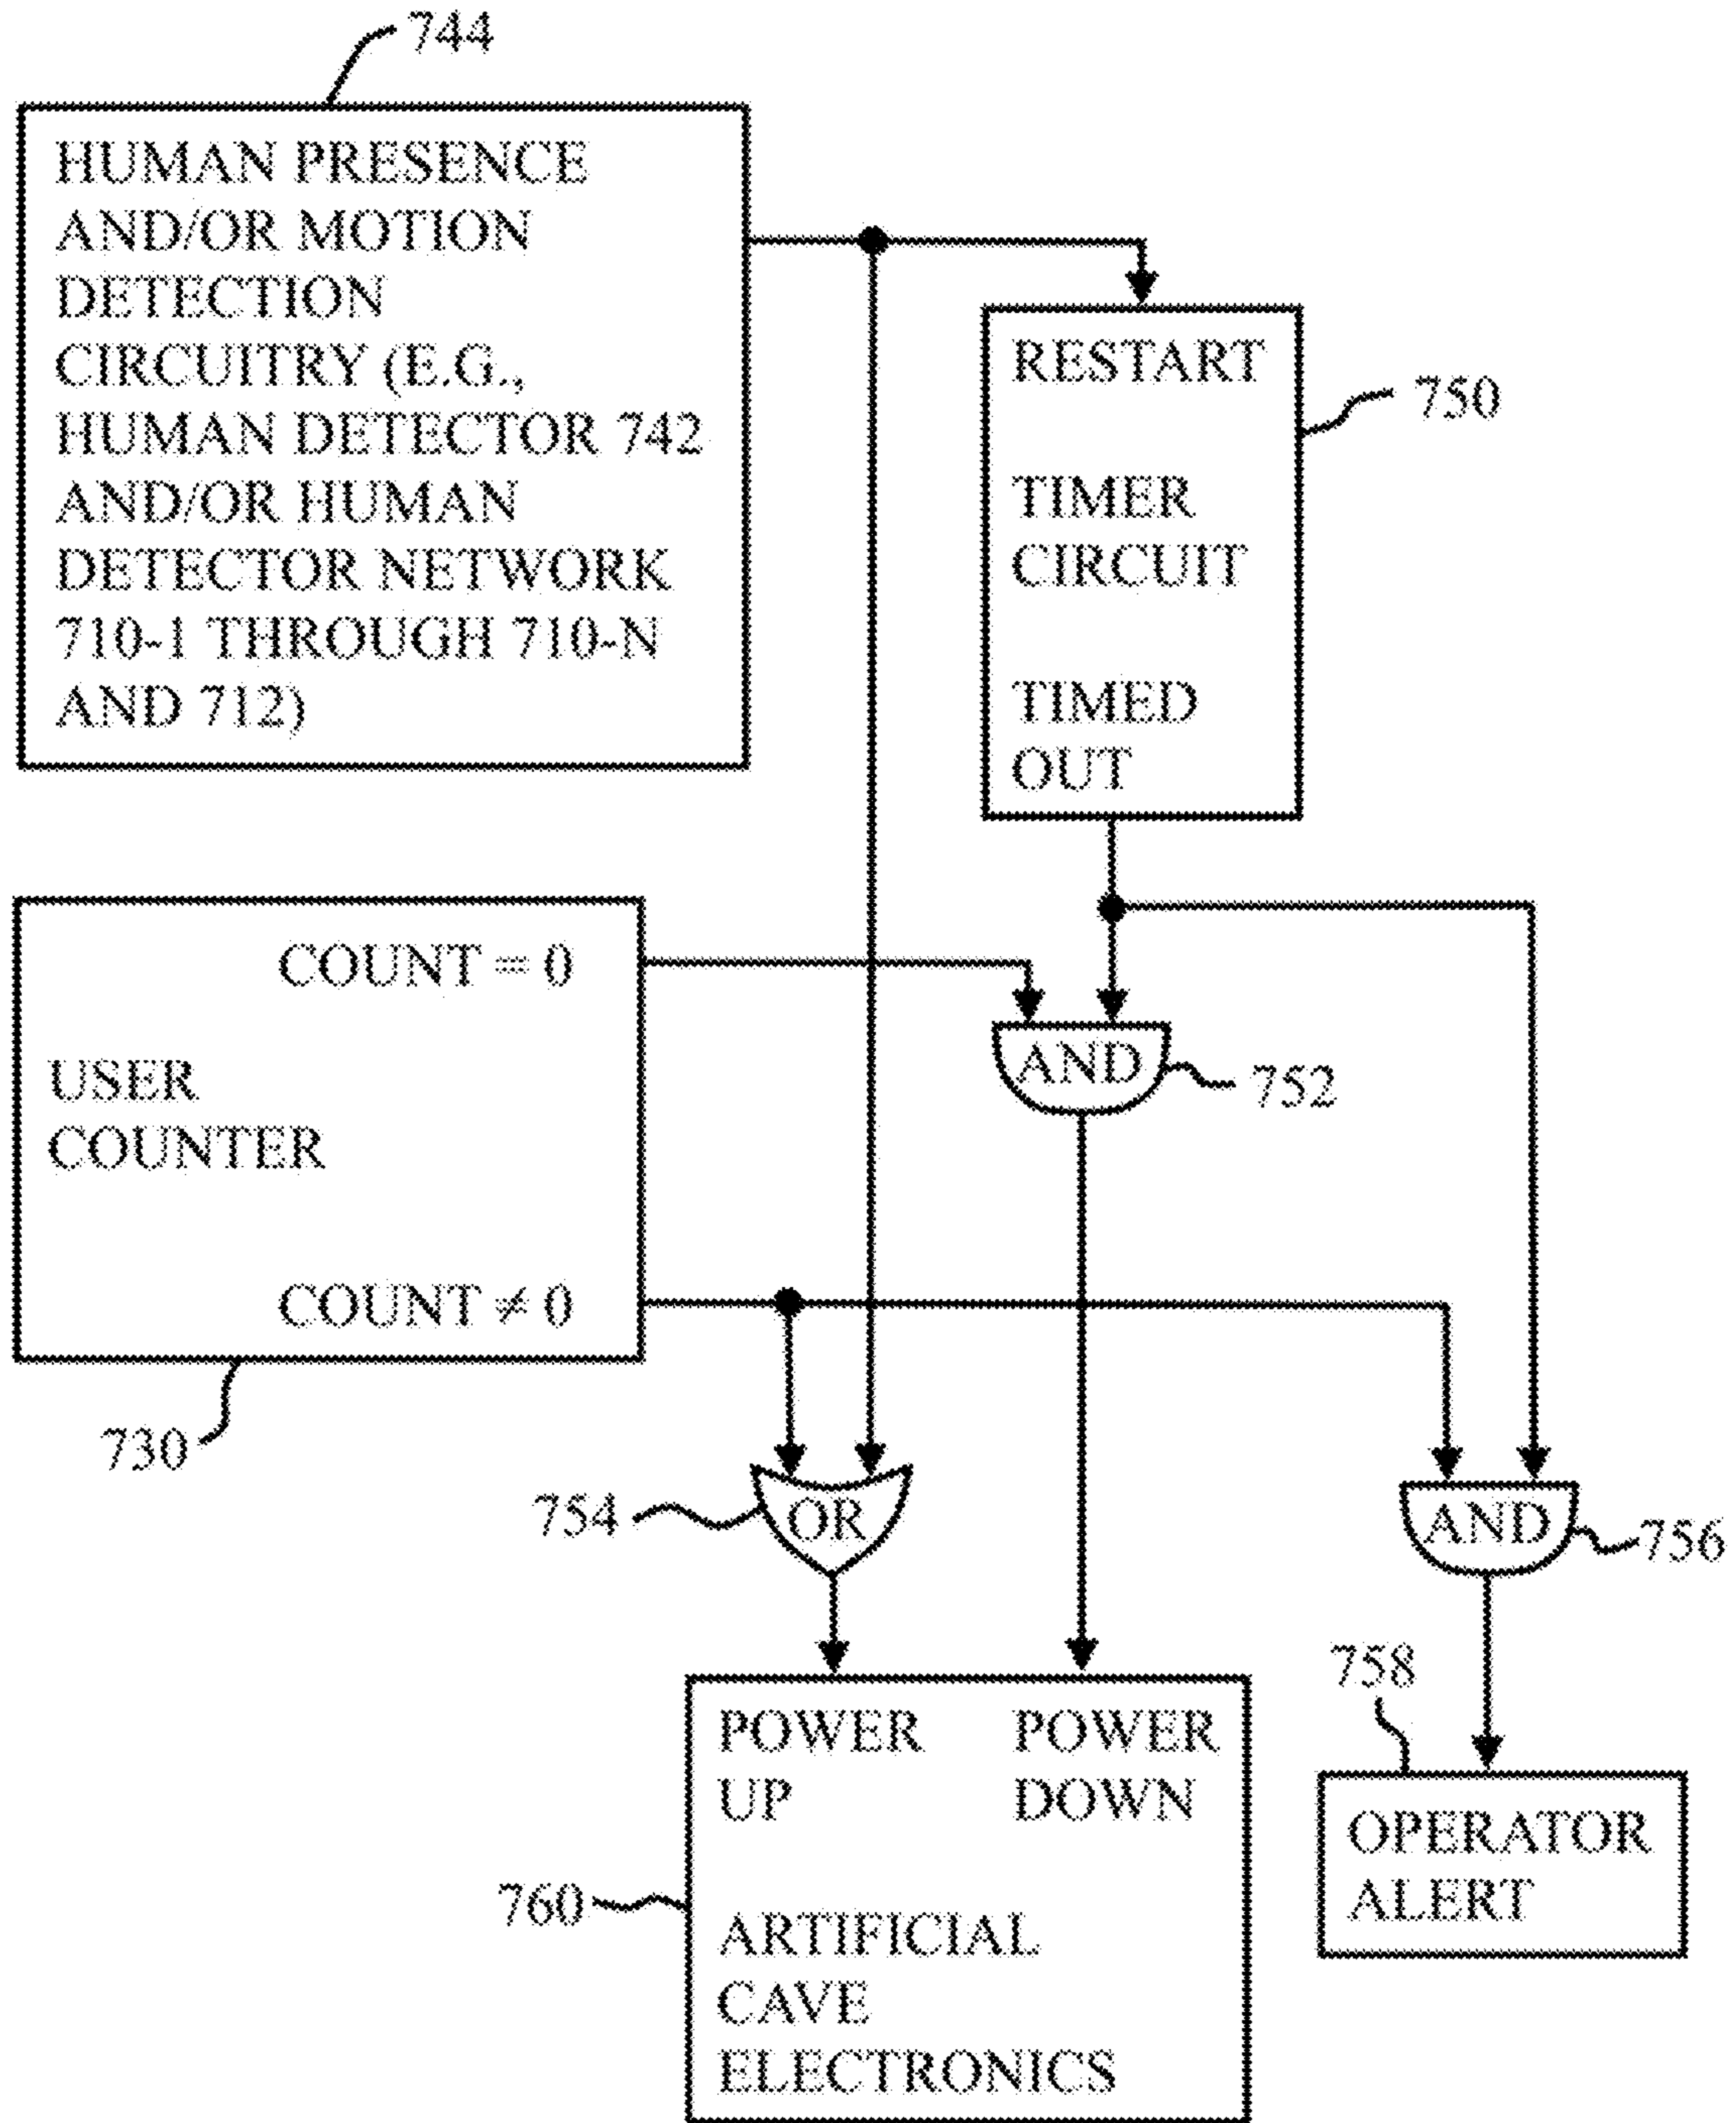 744
HUMAN PRESENCE
AND/OR MOTION
DETECTION
CIRCUITRY (E.G.,
HUMAN DETECTOR 742
AND/OR HUMAN
DETECTOR NETWORK
710-1 THROUGH 710-N
AND 712)
RESTART
TIMER
CIRCUIT
TIMED
OUT
750
COUNT = 0
USER
COUNTER
COUNT ≠ 0
730
AND
752
754
OR
AND
756
POWER
UP
POWER
DOWN
760
ARTIFICIAL
CAVE
ELECTRONICS
758
OPERATOR
ALERT